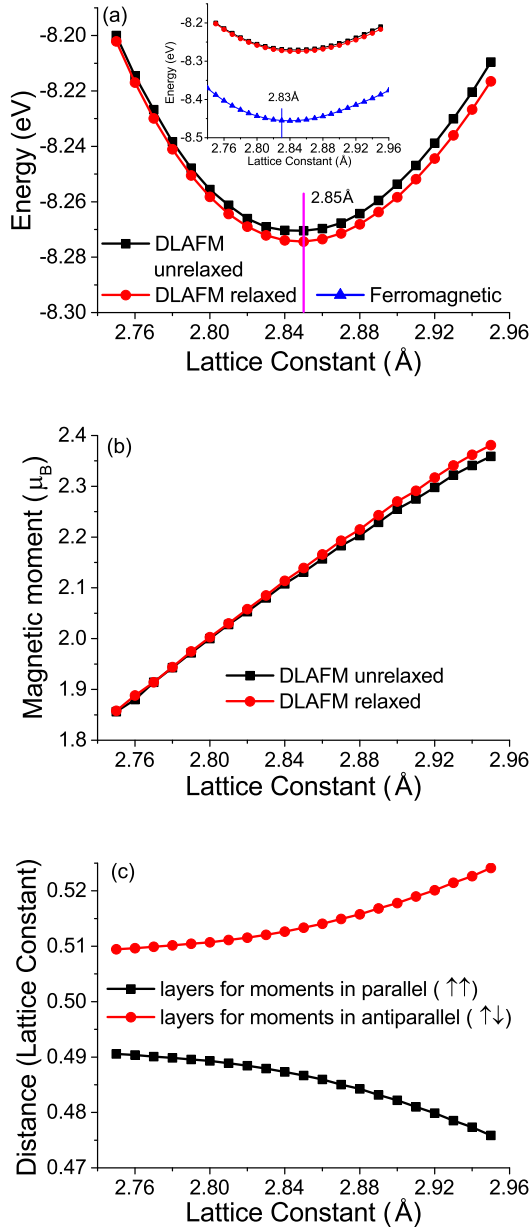 (a)
-8.20
-8.22
-8.24
-8.26
-8.28
-8.30
Energy (eV)
-8.2
-8.3
-8.4
-8.5
Energy (eV)
2.83Å
2.76 2.80 2.84 2.88 2.92 2.96
Lattice Constant (Å)
2.85Å
DLAFM
unrelaxed
DLAFM relaxed
Ferromagnetic
2.76 2.80 2.84 2.88 2.92 2.96
Lattice Constant (Å)
(b)
2.4
2.3
2.2
2.1
2.0
1.9
1.8
Magnetic moment (μB)
DLAFM unrelaxed
DLAFM relaxed
2.76 2.80 2.84 2.88 2.92 2.96
Lattice Constant (Å)
(c)
0.52
0.51
0.50
0.49
0.48
0.47
Distance (Lattice Constant)
layers for moments in parallel (↑↑)
layers for moments in antiparallel (↑↓)
2.76 2.80 2.84 2.88 2.92 2.96
Lattice Constant (Å)